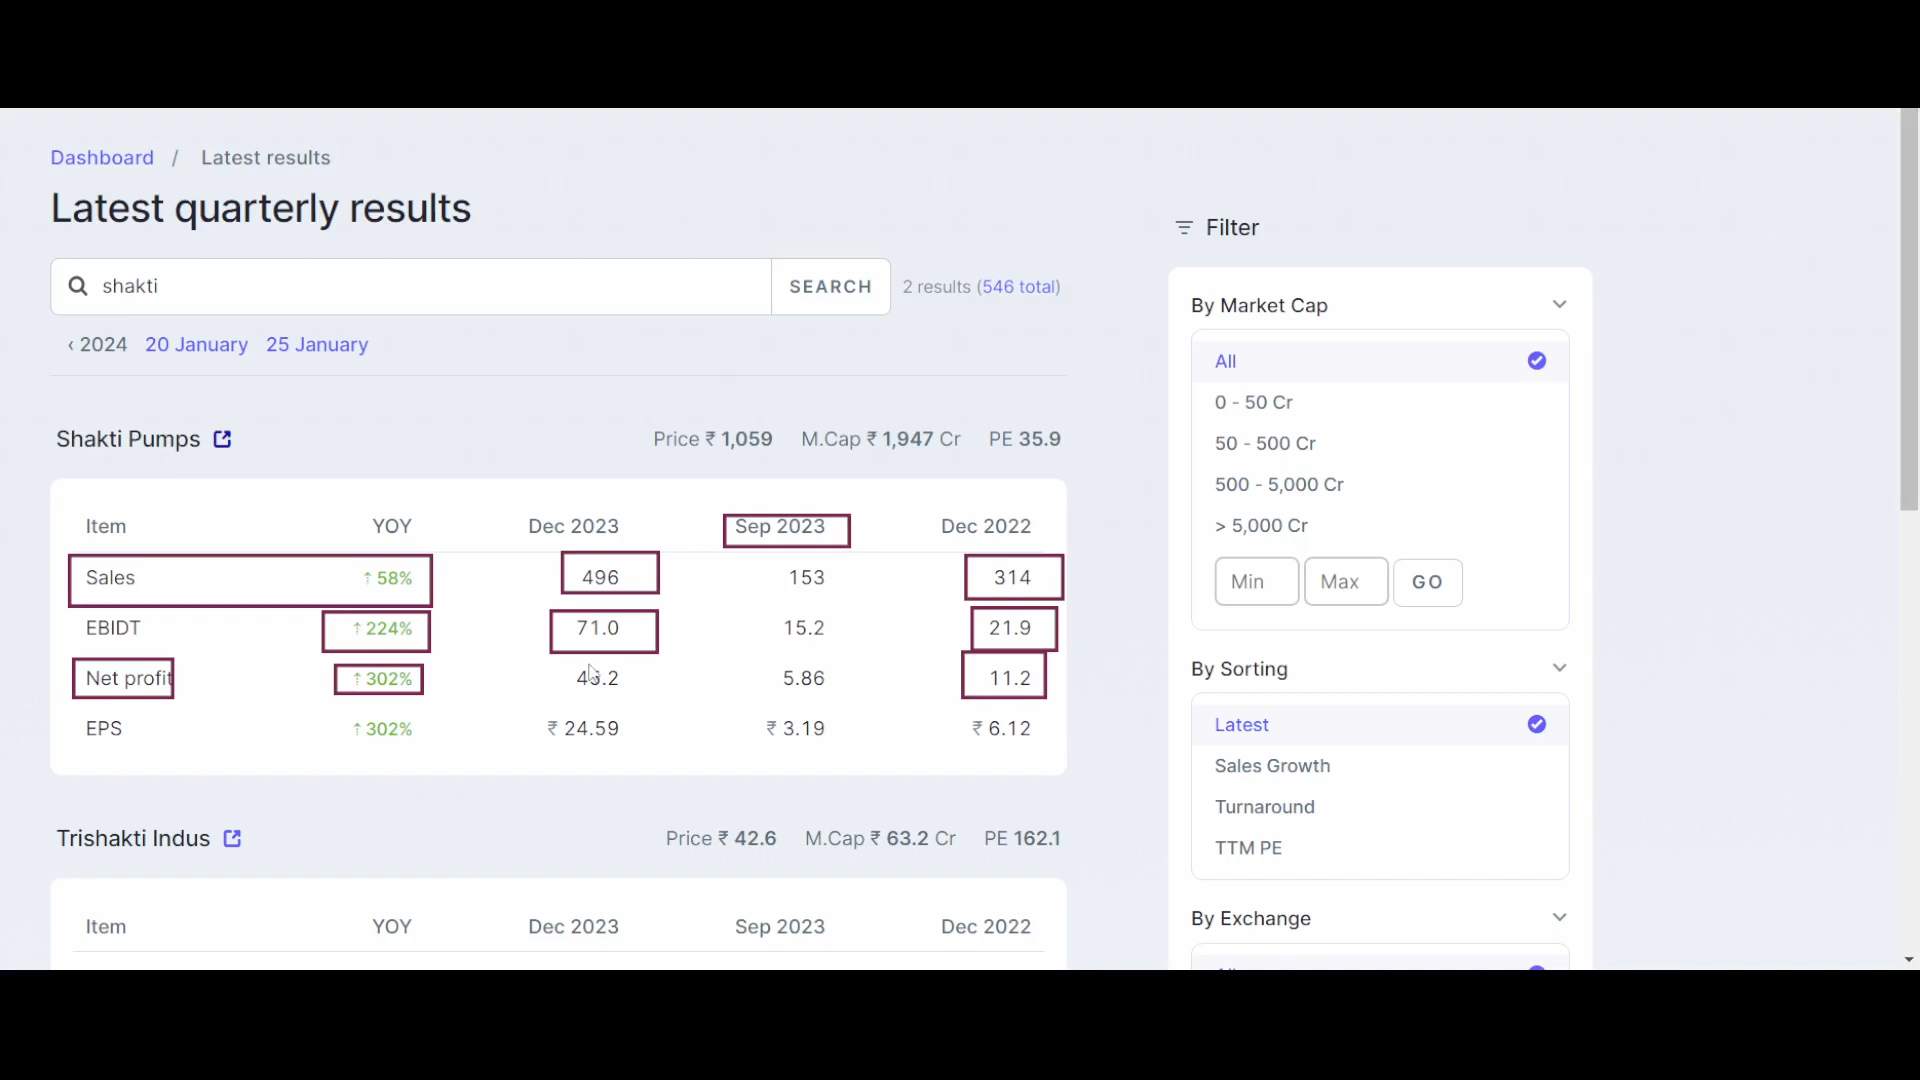 Dashboard / Latest results
Latest quarterly results
shakti SEARCH 2 results (546 total)
‹ 2024 20 January 25 January
Shakti Pumps Price ₹ 1,059 M.Cap ₹ 1,947 Cr PE 35.9
Item YOY Dec 2023 Sep 2023 Dec 2022
Sales ⇡ 58% 496 153 314
EBIDT ⇡ 224% 71.0 15.2 21.9
Net profit ⇡ 302% 5.86 11.2
EPS ⇡ 302% ₹ 24.59 ₹ 3.19 ₹ 6.12
Trishakti Indus Price ₹ 42.6 M.Cap ₹ 63.2 Cr PE 162.1
Item YOY Dec 2023 Sep 2023 Dec 2022
Filter
By Market Cap
All
0 - 50 Cr
50 - 500 Cr
500 - 5,000 Cr
> 5,000 Cr
Min Max GO
By Sorting
Latest
Sales Growth
Turnaround
TTM PE
By Exchange